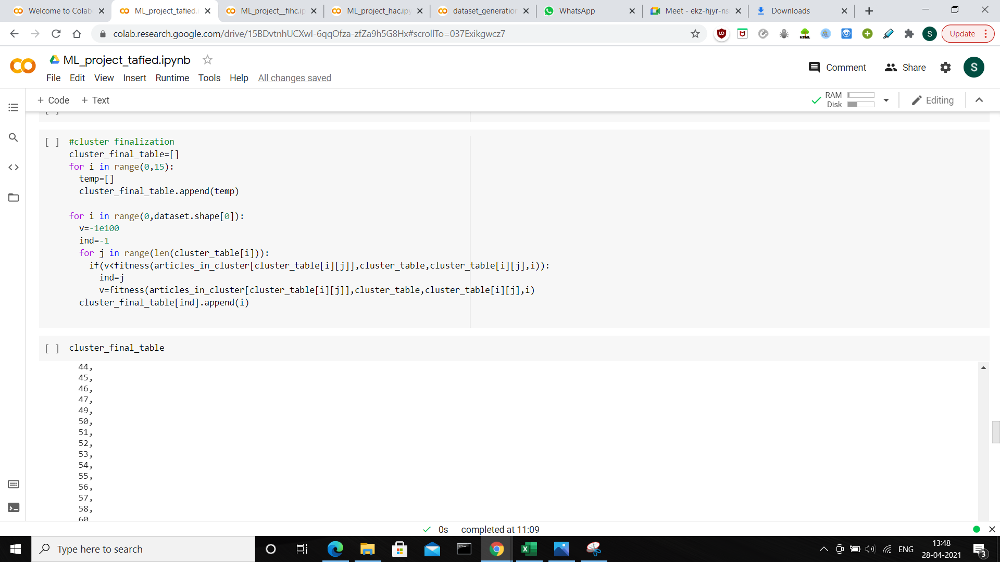 Welcome to Colab
ML_project_tafied.i
ML_project__fihc.ip
ML_project_hac.ipy
dataset_generation
WhatsApp
Meet - ekz-hjyr-ns
Downloads
colab.research.google.com/drive/15BDvtnhUCXwI-6qqOfza-zfZa9h5G8Hx#scrollTo=037Exikgwcz7
HTML
S
Update
CO
ML_project_tafied.ipynb
Comment
Share
S
File Edit View Insert Runtime Tools Help All changes saved
+ Code + Text
RAM
Disk
Editing
[ ]
[ ] #cluster finalization
cluster_final_table=[]
for i in range(0,15):
  temp=[]
  cluster_final_table.append(temp)
for i in range(0,dataset.shape[0]):
  v=-1e100
  ind=-1
  for j in range(len(cluster_table[i])):
    if(v<fitness(articles_in_cluster[cluster_table[i][j]],cluster_table,cluster_table[i][j],i)):
      ind=j
      v=fitness(articles_in_cluster[cluster_table[i][j]],cluster_table,cluster_table[i][j],i)
  cluster_final_table[ind].append(i)
[ ] cluster_final_table
44,
45,
46,
47,
49,
50,
51,
52,
53,
54,
55,
56,
57,
58,
60
0s completed at 11:09
Type here to search
ENG
13:48
28-04-2021
3